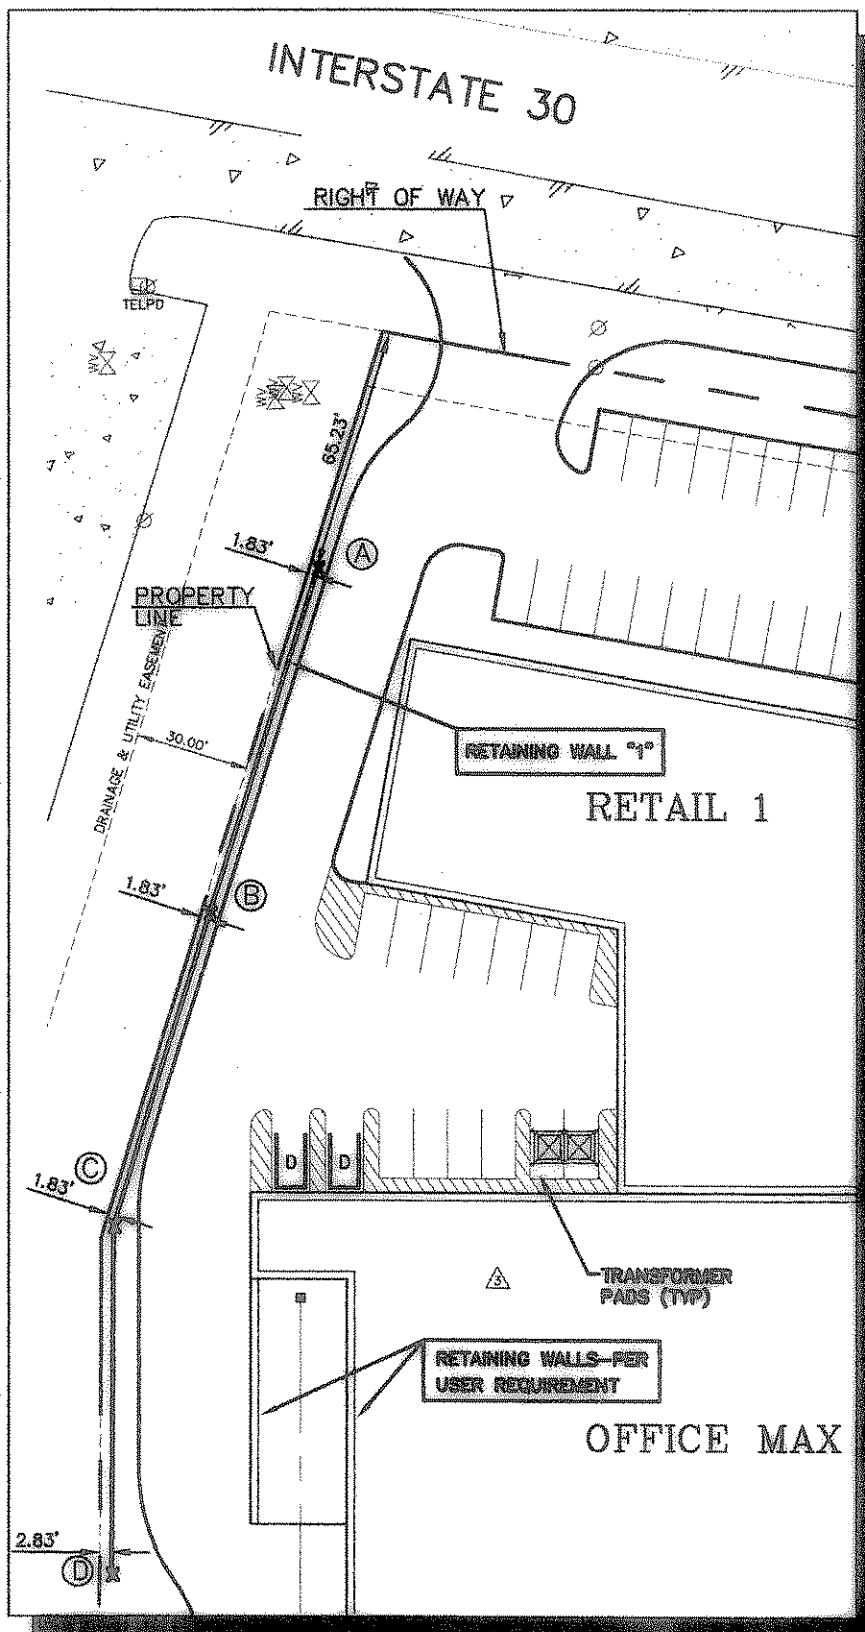 INTERSTATE 30
RIGHT OF WAY
TELPD
WV
65.23'
1.83'
A
PROPERTY
LINE
DRAINAGE & UTILITY EASEMENT
30.00'
RETAINING WALL "1"
RETAIL 1
1.83'
B
C
1.83'
D
D
3
TRANSFORMER
PADS (TYP)
RETAINING WALLS-PER
USER REQUIREMENT
OFFICE MAX
2.83'
D